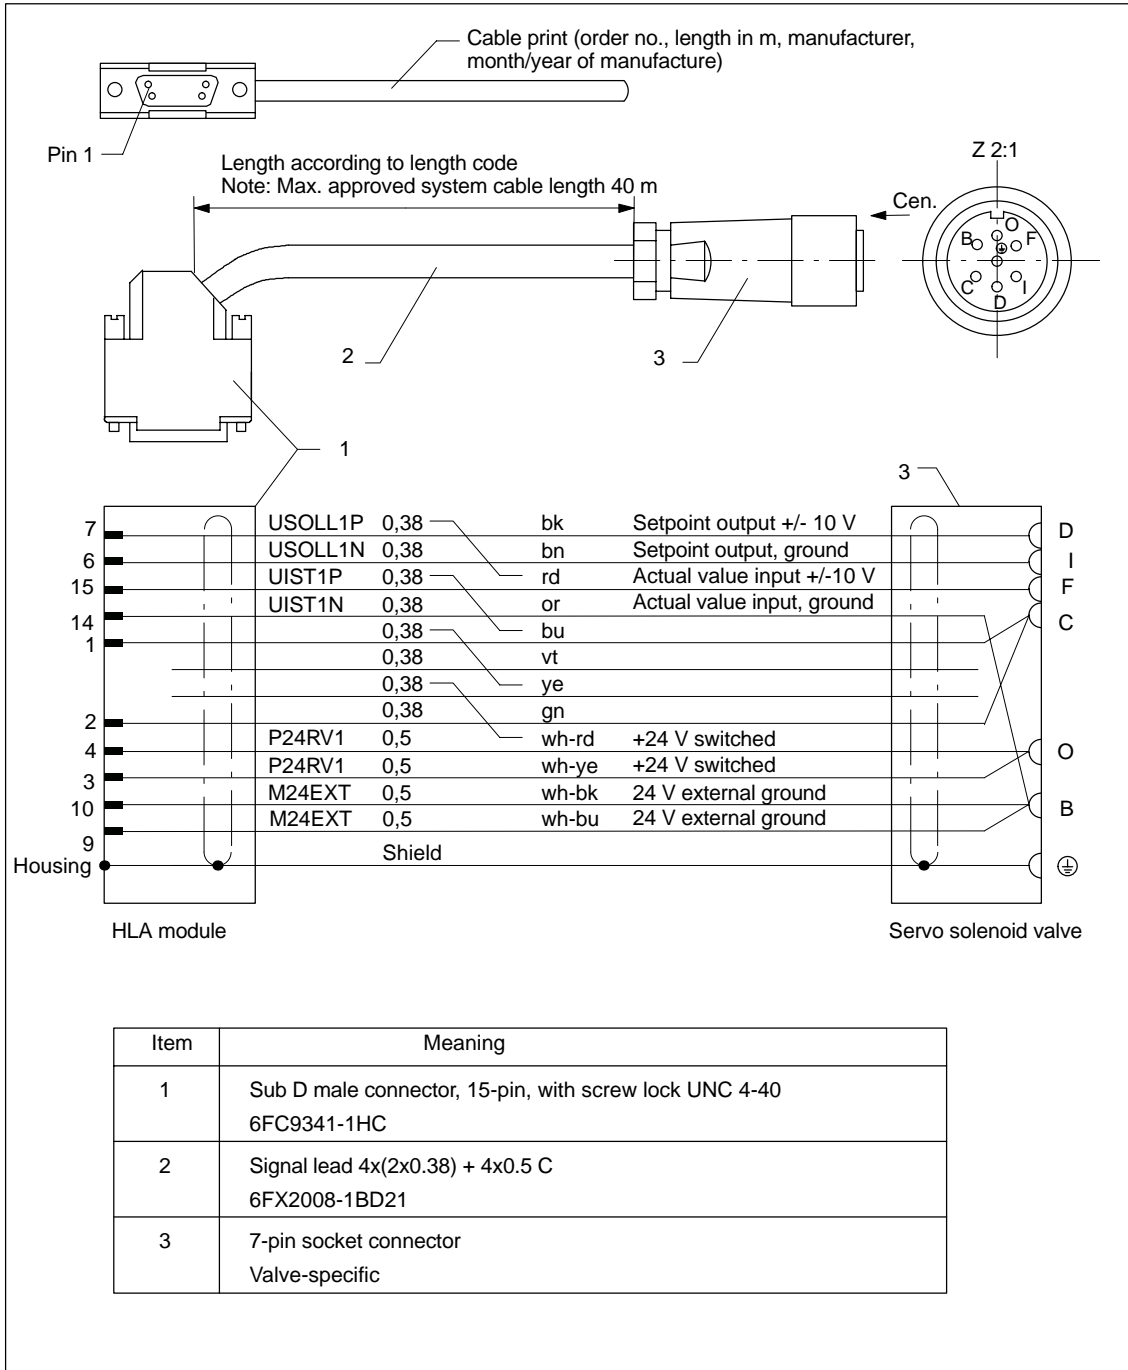 Cable print (order no., length in m, manufacturer,
month/year of manufacture)
Pin 1
Length according to length code
Note: Max. approved system cable length 40 m
Z 2:1
Cen.
B O F
C D I
2
3
1
3
7 USOLL1P 0,38 bk Setpoint output +/- 10 V D
6 USOLL1N 0,38 bn Setpoint output, ground I
15 UIST1P 0,38 rd Actual value input +/-10 V F
14 UIST1N 0,38 or Actual value input, ground C
1 0,38 bu
0,38 vt
0,38 ye
2 0,38 gn
4 P24RV1 0,5 wh-rd +24 V switched O
3 P24RV1 0,5 wh-ye +24 V switched
10 M24EXT 0,5 wh-bk 24 V external ground B
9 M24EXT 0,5 wh-bu 24 V external ground
Housing Shield
HLA module
Servo solenoid valve
Item Meaning
1 Sub D male connector, 15-pin, with screw lock UNC 4-40
6FC9341-1HC
2 Signal lead 4x(2x0.38) + 4x0.5 C
6FX2008-1BD21
3 7-pin socket connector
Valve-specific